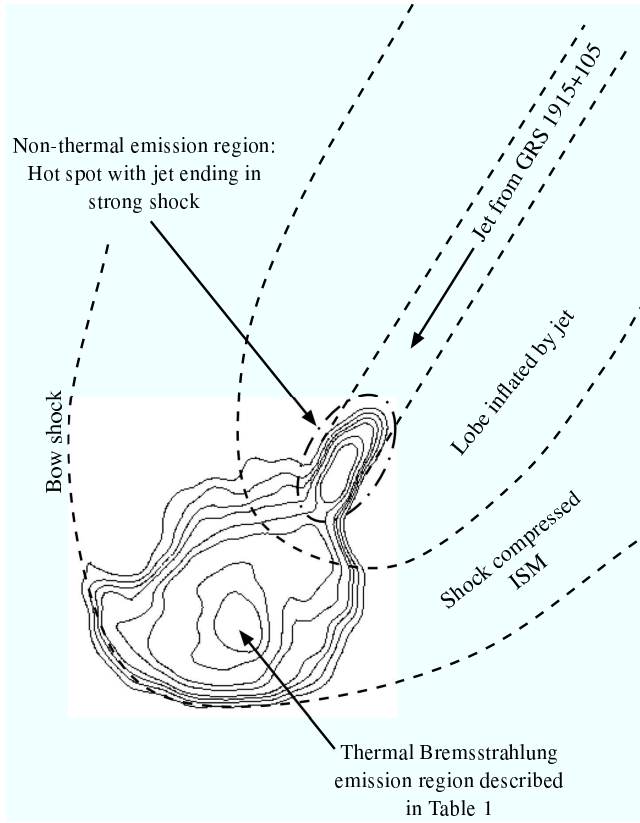 Jet from GRS 1915+105
Non-thermal emission region:
Hot spot with jet ending in
strong shock
Lobe inflated by jet
Bow shock
Shock compressed
ISM
Thermal Bremsstrahlung
emission region described
in Table 1